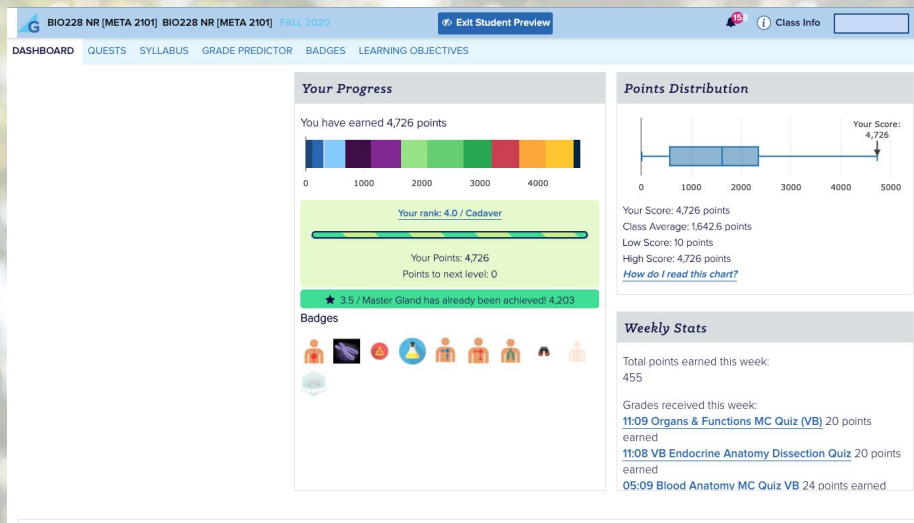 G BIO228 NR [META 2101] BIO228 NR [META 2101] FALL 2020
Exit Student Preview
15
i Class Info
DASHBOARD QUESTS SYLLABUS GRADE PREDICTOR BADGES LEARNING OBJECTIVES
Your Progress
You have earned 4,726 points
0 1000 2000 3000 4000
Your rank: 4.0 / Cadaver
Your Points: 4,726
Points to next level: 0
3.5 / Master Gland has already been achieved! 4,203
Badges
Points Distribution
Your Score:
4,726
0 1000 2000 3000 4000 5000
Your Score: 4,726 points
Class Average: 1,642.6 points
Low Score: 10 points
High Score: 4,726 points
How do I read this chart?
Weekly Stats
Total points earned this week:
455
Grades received this week:
11:09 Organs & Functions MC Quiz (VB) 20 points
earned
11:08 VB Endocrine Anatomy Dissection Quiz 20 points
earned
05:09 Blood Anatomy MC Quiz VB 24 points earned